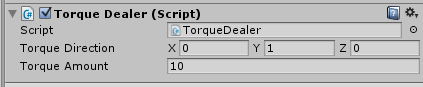 Torque Dealer (Script)
Script TorqueDealer
Torque Direction X 0 Y 1 Z 0
Torque Amount 10